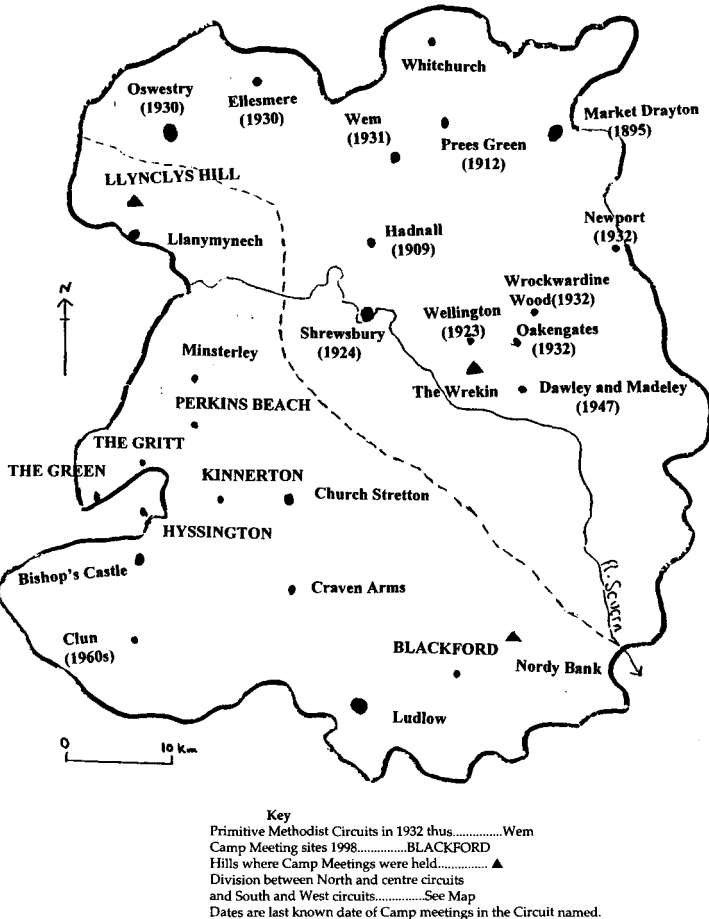 Whitchurch
Oswestry
(1930)
Ellesmere
(1930)
Wem
(1931)
Prees Green
(1912)
Market Drayton
(1895)
LLYNCLYS HILL
Llanymynech
Hadnall
(1909)
Newport
(1932)
N
Wrockwardine
Wood(1932)
Wellington
(1923)
Oakengates
(1932)
Shrewsbury
(1924)
Minsterley
The Wrekin
Dawley and Madeley
(1947)
PERKINS BEACH
THE GRITT
THE GREEN
KINNERTON
Church Stretton
HYSSINGTON
Bishop's Castle
Craven Arms
R. Severn
Clun
(1960s)
BLACKFORD
Nordy Bank
Ludlow
0 10 Km
Key
Primitive Methodist Circuits in 1932 thus...............Wem
Camp Meeting sites 1998...............BLACKFORD
Hills where Camp Meetings were held............... ▲
Division between North and centre circuits
and South and West circuits...............See Map
Dates are last known date of Camp meetings in the Circuit named.